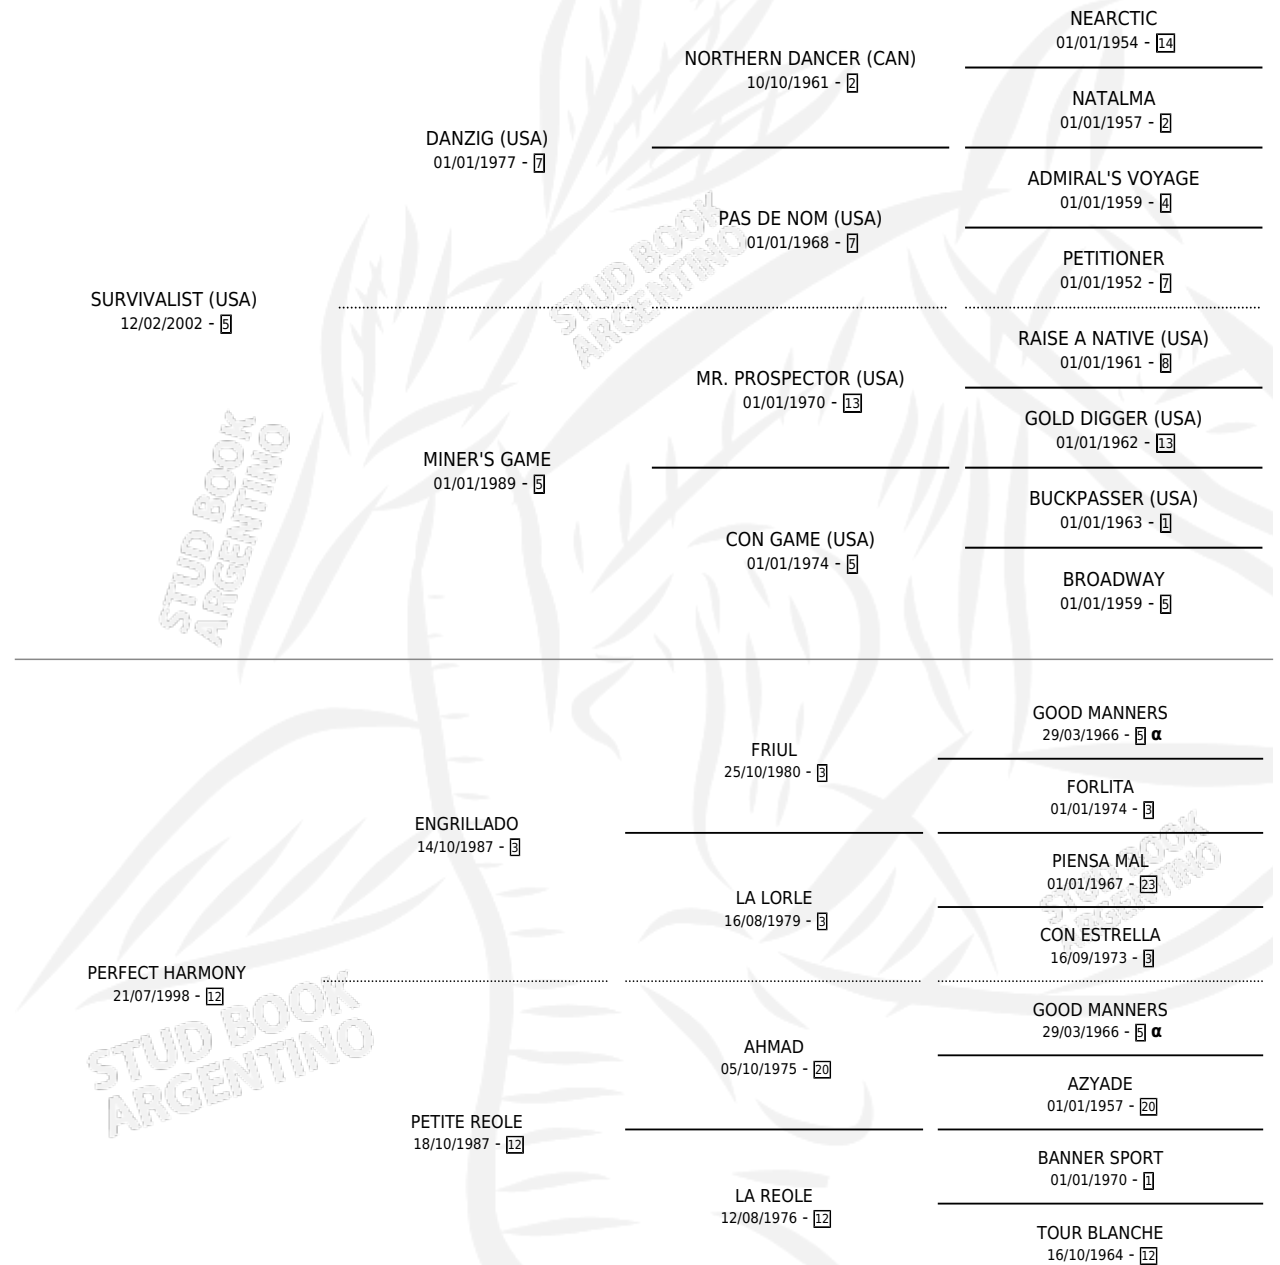 NEARCTIC
01/01/1954 - 14
NORTHERN DANCER (CAN)
10/10/1961 - 2
NATALMA
01/01/1957 - 2
DANZIG (USA)
01/01/1977 - 7
ADMIRAL'S VOYAGE
01/01/1959 - 4
PAS DE NOM (USA)
01/01/1968 - 7
PETITIONER
01/01/1952 - 7
SURVIVALIST (USA)
12/02/2002 - 5
RAISE A NATIVE (USA)
01/01/1961 - 8
MR. PROSPECTOR (USA)
01/01/1970 - 13
GOLD DIGGER (USA)
01/01/1962 - 13
MINER'S GAME
01/01/1989 - 5
BUCKPASSER (USA)
01/01/1963 - 1
CON GAME (USA)
01/01/1974 - 5
BROADWAY
01/01/1959 - 5
GOOD MANNERS
29/03/1966 - 5 α
FRIUL
25/10/1980 - 3
FORLITA
01/01/1974 - 3
ENGRILLADO
14/10/1987 - 3
PIENSA MAL
01/01/1967 - 23
LA LORLE
16/08/1979 - 3
CON ESTRELLA
16/09/1973 - 3
PERFECT HARMONY
21/07/1998 - 12
GOOD MANNERS
29/03/1966 - 5 α
AHMAD
05/10/1975 - 20
AZYADE
01/01/1957 - 20
PETITE REOLE
18/10/1987 - 12
BANNER SPORT
01/01/1970 - 1
LA REOLE
12/08/1976 - 12
TOUR BLANCHE
16/10/1964 - 12
STUD BOOK
ARGENTINO
STUD BOOK
ARGENTINO
STUD BOOK
ARGENTINO
STUD BOOK
ARGENTINO